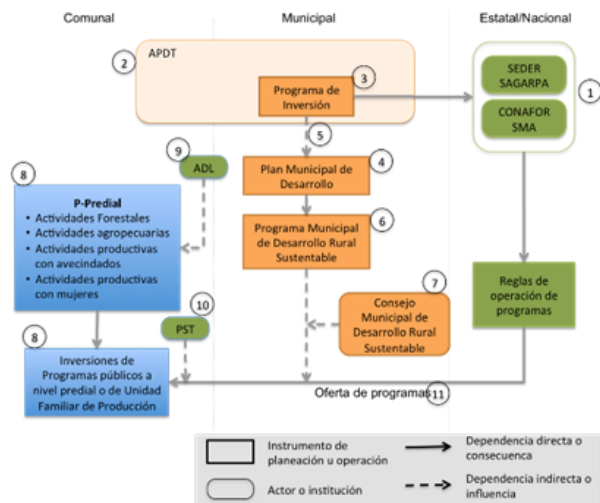 Comunal
Municipal
Estatal/Nacional
APDT
2
3
Programa de
Inversión
SEDER
SAGARPA
CONAFOR
SMA
1
5
9
ADL
4
Plan Municipal de
Desarrollo
8
P-Predial
• Actividades Forestales
• Actividades agropecuarias
• Actividades productivas
con avecindados
• Actividades productivas
con mujeres
6
Programa Municipal
de Desarrollo Rural
Sustentable
7
Consejo
Municipal de
Desarrollo Rural
Sustentable
Reglas de
operación de
programas
10
PST
8
Inversiones de
Programas públicos a
nivel predial o de Unidad
Familiar de Producción
Oferta de programas
11
Instrumento de
planeación u operación
Dependencia directa o
consecuenca
Actor o institución
Dependencia indirecta o
influencia